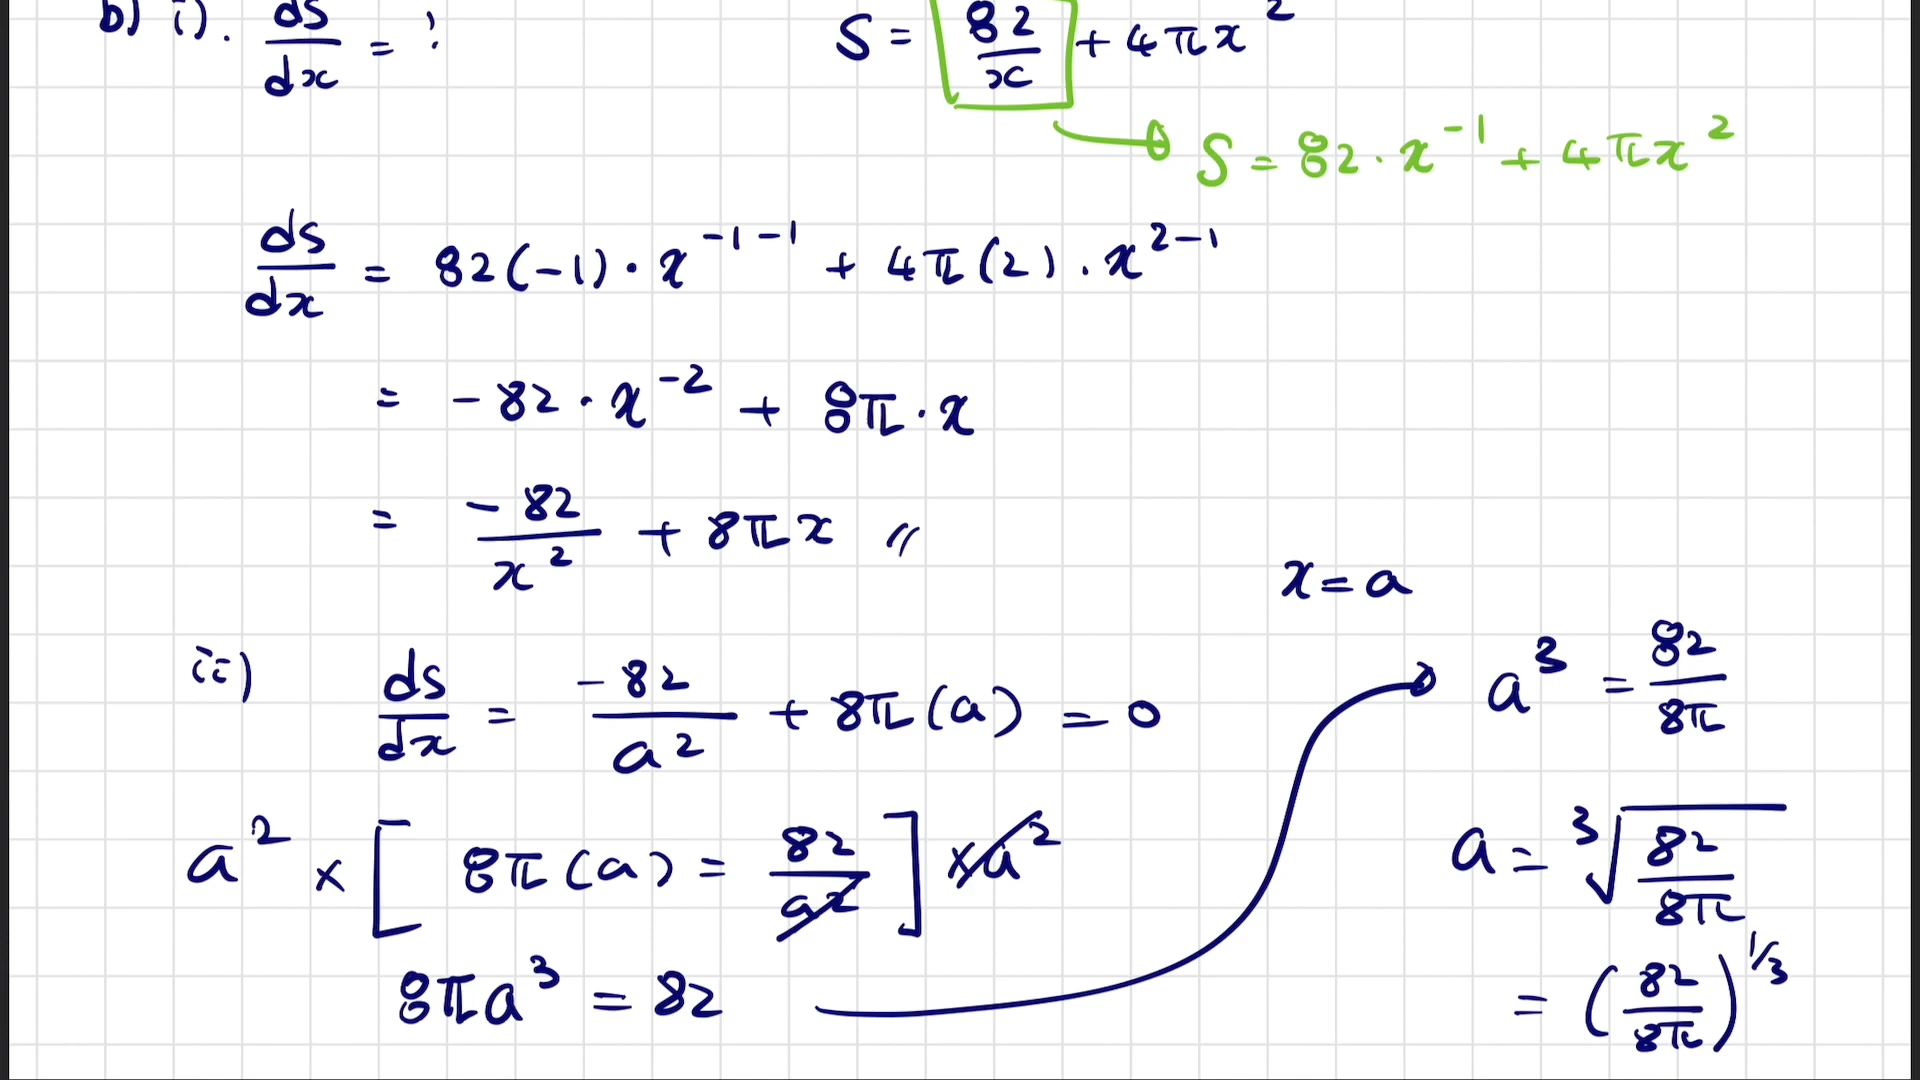 b) i). ds/dx = ?
S = 82/x + 4πx²
S = 82·x⁻¹ + 4πx²
ds/dx = 82(-1)·x⁻¹⁻¹ + 4π(2)·x²⁻¹
= -82·x⁻² + 8π·x
= -82/x² + 8πx //
x = a
ii) ds/dx = -82/a² + 8π(a) = 0
a² × [ 8π(a) = 82/a² ] × a²
8πa³ = 82
a³ = 82/8π
a = ³√(82/8π)
= (82/8π)^1/3